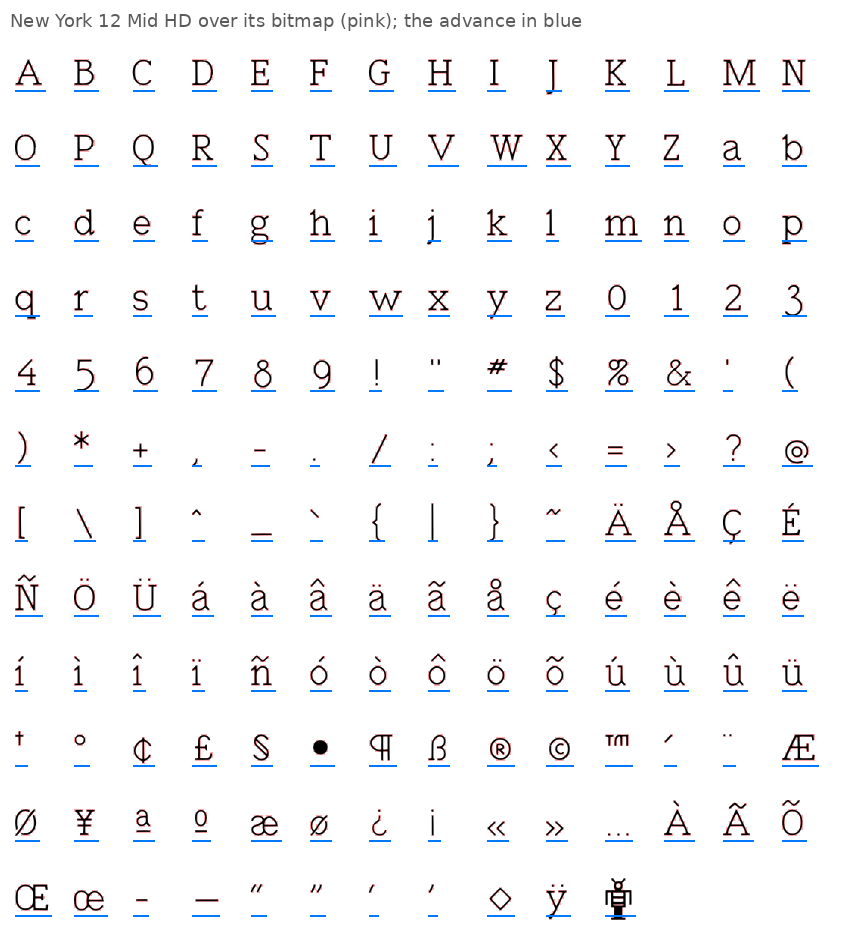 New York 12 Mid HD over its bitmap (pink); the advance in blue
A B C D E F G H I J K L M N
O P Q R S T U V W X Y Z a b
c d e f g h i j k l m n o p
q r s t u v w x y z 0 1 2 3
4 5 6 7 8 9 ! " # $ % & ' (
) * + , - . / : ; < = > ? @
[ \ ] ^ _ ` { | } ~ Ä Å Ç É
Ñ Ö Ü á à â ä ã å ç é è ê ë
í ì î ï ñ ó ò ô ö õ ú ù û ü
† ° ¢ £ § • ¶ ß ® © ™ ´ ¨ Æ
Ø ¥ ª º æ ø ¿ ¡ « » … À Ã Õ
Œ œ – — “ ” ‘ ’ ◇ ÿ